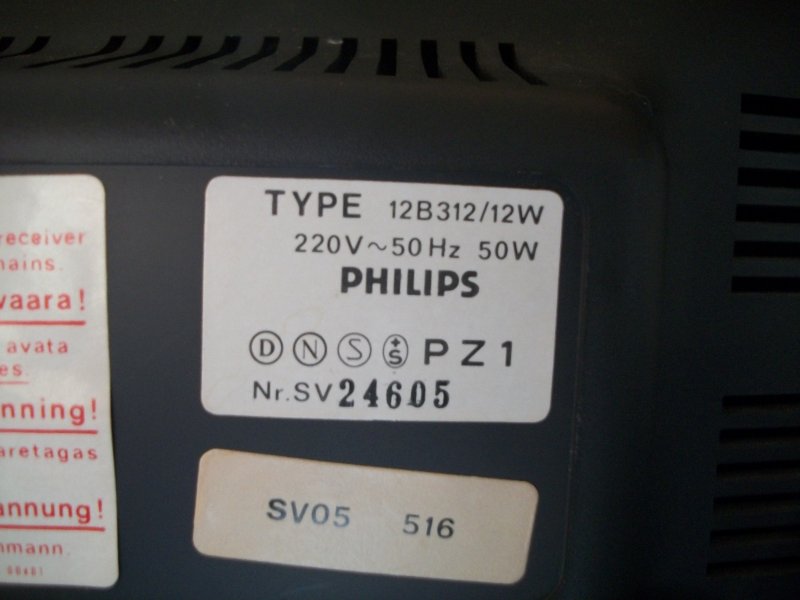 receiver
mains.
vaara!
avata
es.
nning!
aretagas
annung!
hmann.
TYPE 12B312/12W
220V~50Hz 50W
PHILIPS
D N S +S PZ1
Nr.SV24605
SV05 516